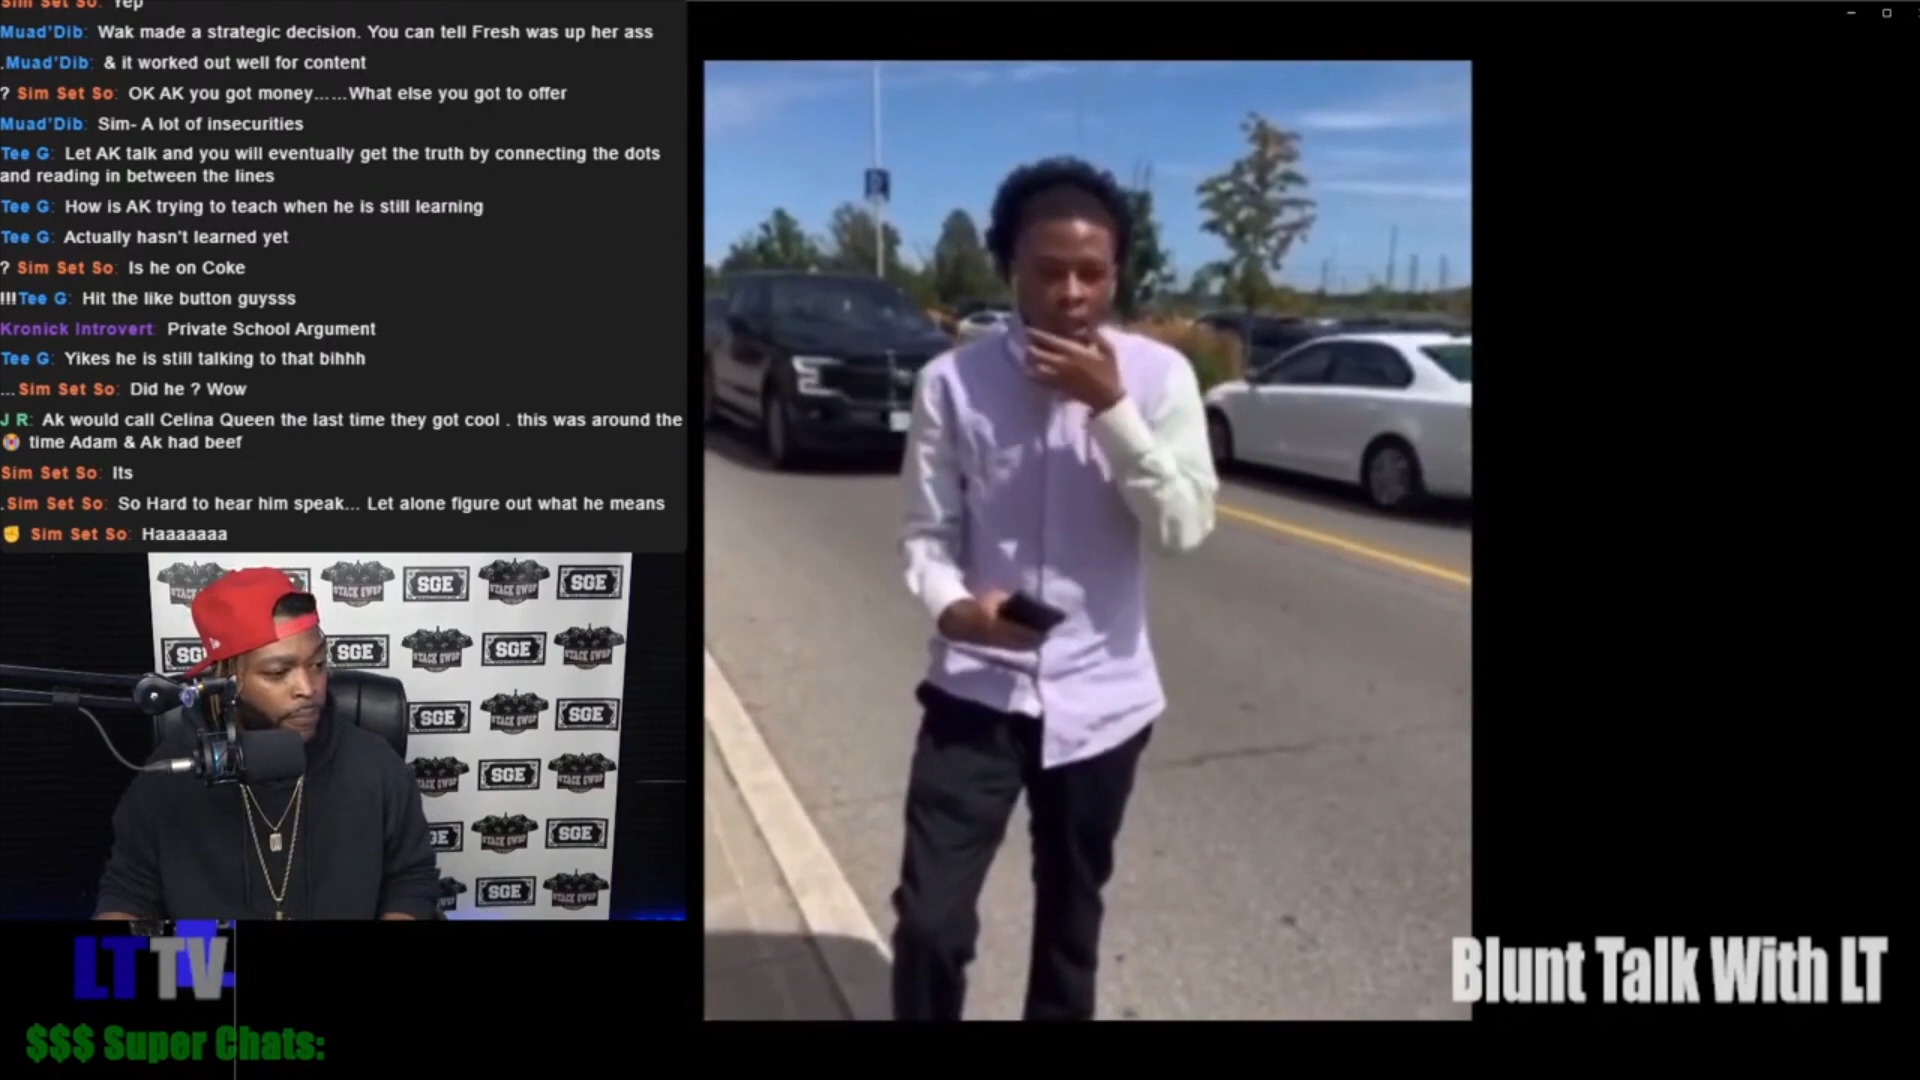 Sim Set So: Yep
Muad'Dib: Wak made a strategic decision. You can tell Fresh was up her ass
.Muad'Dib: & it worked out well for content
? Sim Set So: OK AK you got money......What else you got to offer
Muad'Dib: Sim- A lot of insecurities
Tee G: Let AK talk and you will eventually get the truth by connecting the dots
and reading in between the lines
Tee G: How is AK trying to teach when he is still learning
Tee G: Actually hasn't learned yet
? Sim Set So: Is he on Coke
!!!Tee G: Hit the like button guysss
Kronick Introvert: Private School Argument
Tee G: Yikes he is still talking to that bihhh
...Sim Set So: Did he ? Wow
J R: Ak would call Celina Queen the last time they got cool . this was around the
😭 time Adam & Ak had beef
Sim Set So: Its
.Sim Set So: So Hard to hear him speak... Let alone figure out what he means
✊ Sim Set So: Haaaaaaa
SGE
SGE
SGE
SGE
STACK GWOP
SGE
SGE
SGE
SGE
SGE
SGE
LTTV
$$$ Super Chats:
Blunt Talk With LT